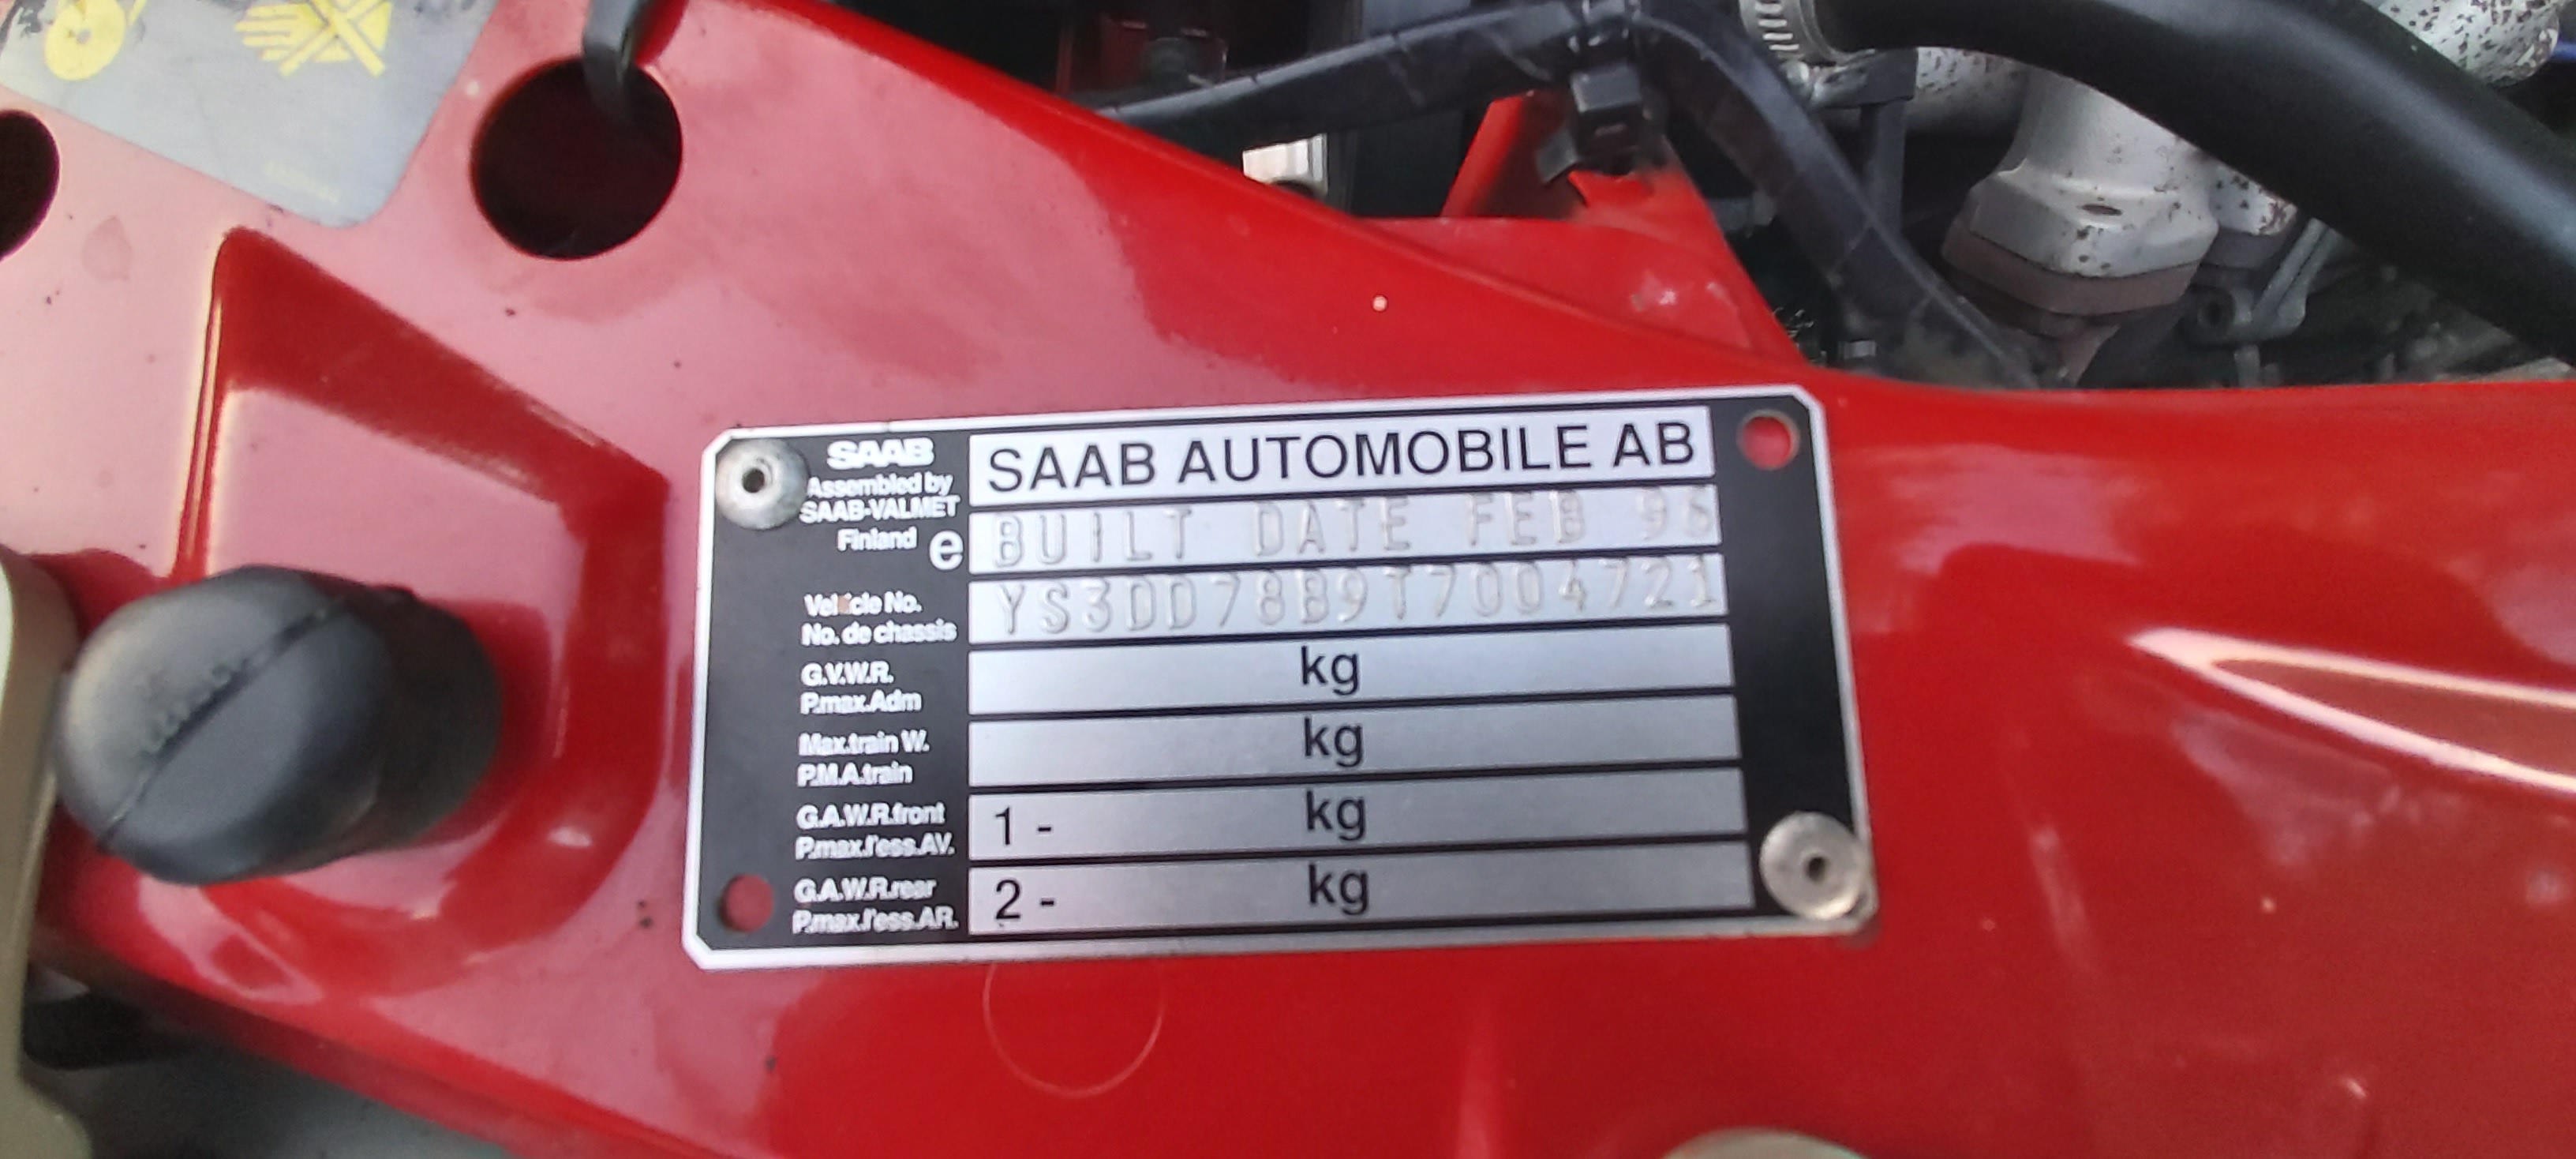 SAAB
Assembled by
SAAB-VALMET
Finland
e
SAAB AUTOMOBILE AB
BUILT DATE FEB 96
Vehicle No.
No. de chassis
YS3DD78B9T7004721
G.V.W.R.
P.max.Adm
kg
Max.train W.
P.M.A.train
kg
G.A.W.R.front
P.max.l'ess.AV.
1 - kg
G.A.W.R.rear
P.max.l'ess.AR.
2 - kg